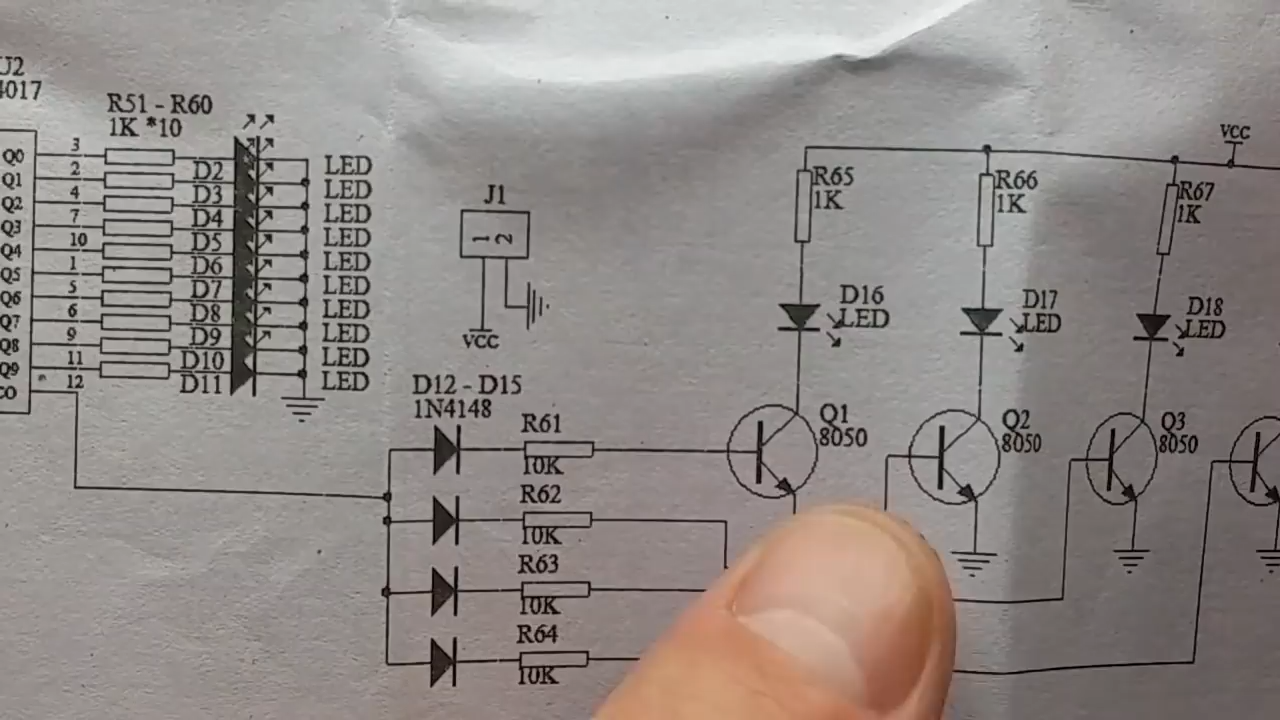 U2
4017
R51 - R60
1K *10
Q0 3
Q1 2 D2 LED
Q2 4 D3 LED
Q3 7 D4 LED
Q4 10 D5 LED
Q5 1 D6 LED
Q6 5 D7 LED
Q7 6 D8 LED
Q8 9 D9 LED
Q9 11 D10 LED
CO 12 D11 LED
LED
J1
1 2
VCC
D12 - D15
1N4148
R61
10K
R62
10K
R63
10K
R64
10K
VCC
R65
1K
R66
1K
R67
1K
D16
LED
D17
LED
D18
LED
Q1
8050
Q2
8050
Q3
8050